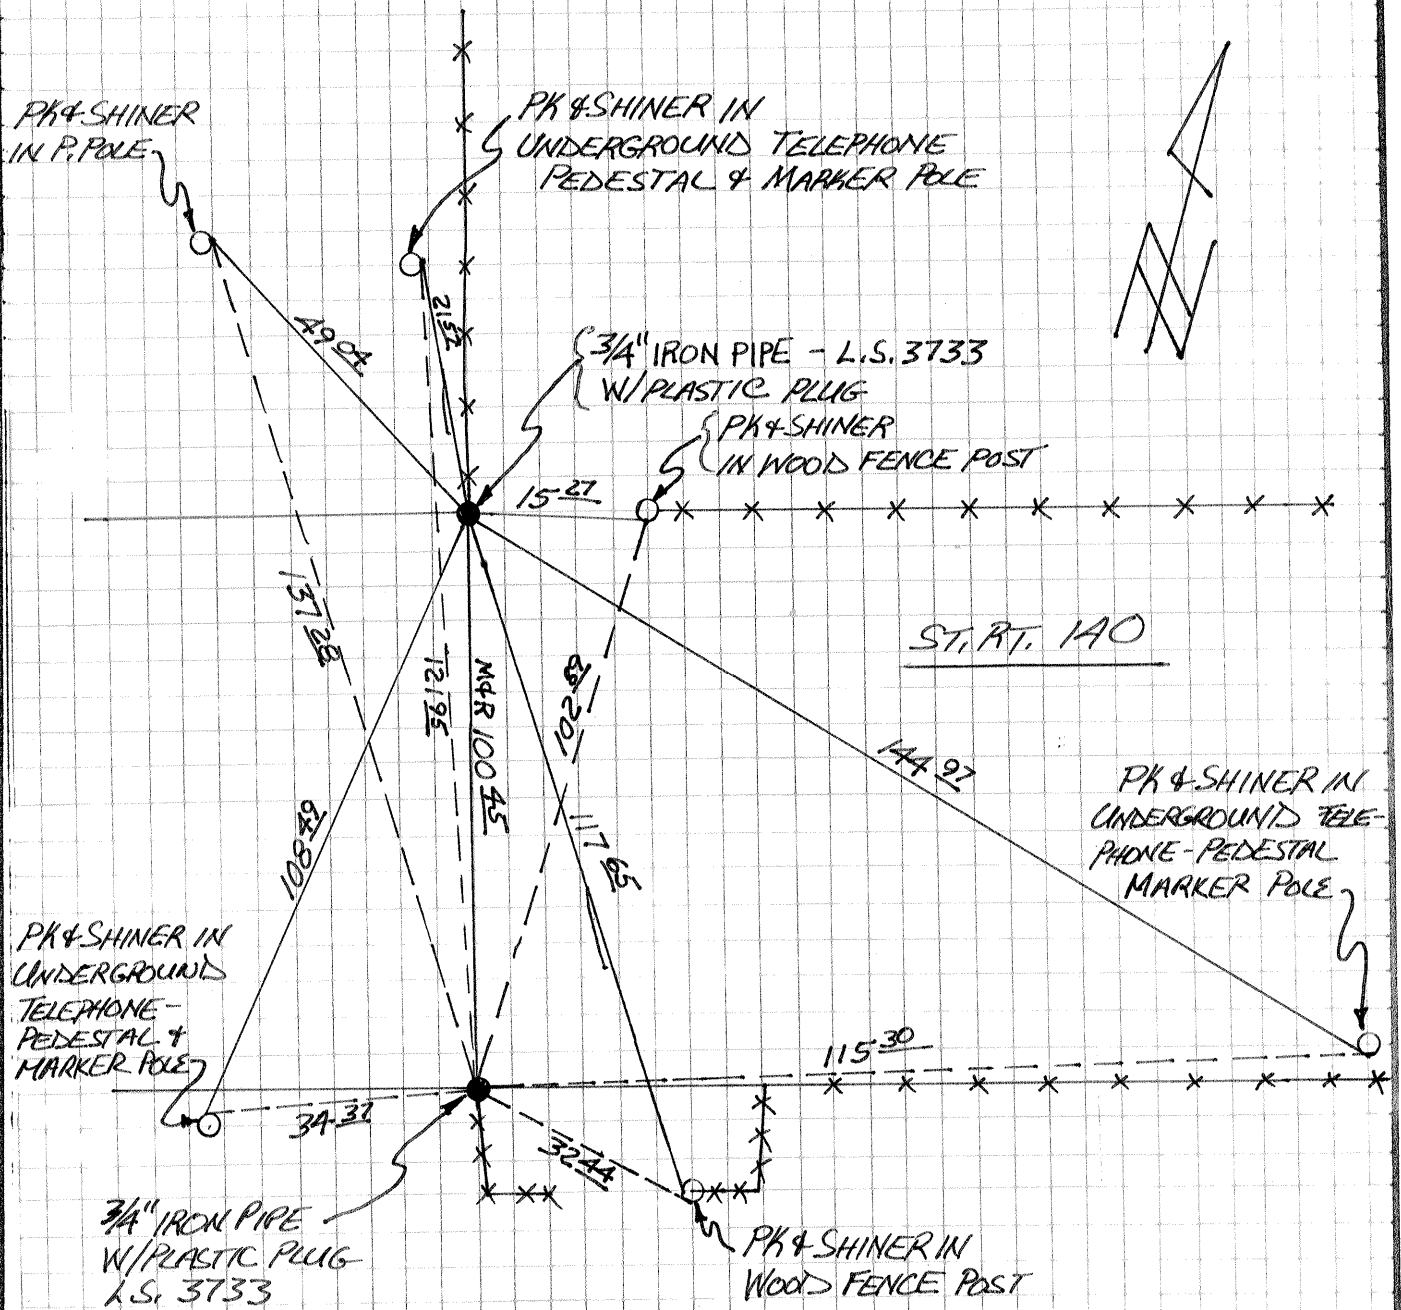 PK & SHINER
IN P. POLE
PK & SHINER IN
UNDERGROUND TELEPHONE
PEDESTAL & MARKER POLE
N
49 04
21 52
3/4" IRON PIPE - L.S. 3733
W/PLASTIC PLUG
PK & SHINER
IN WOOD FENCE POST
15 27
137 28
121 95
M&R 100 45
102 69
ST. RT. 140
144 97
108 49
117 65
PK & SHINER IN
UNDERGROUND TELE-
PHONE-PEDESTAL
MARKER POLE
PK & SHINER IN
UNDERGROUND
TELEPHONE-
PEDESTAL &
MARKER POLE
115 30
34 37
32 44
3/4" IRON PIPE
W/PLASTIC PLUG
L.S. 3733
PK & SHINER IN
WOOD FENCE POST